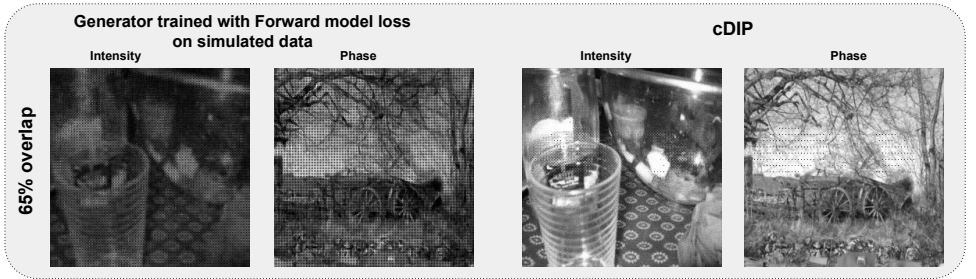 Generator trained with Forward model loss
on simulated data
cDIP
Intensity
Phase
Intensity
Phase
65% overlap